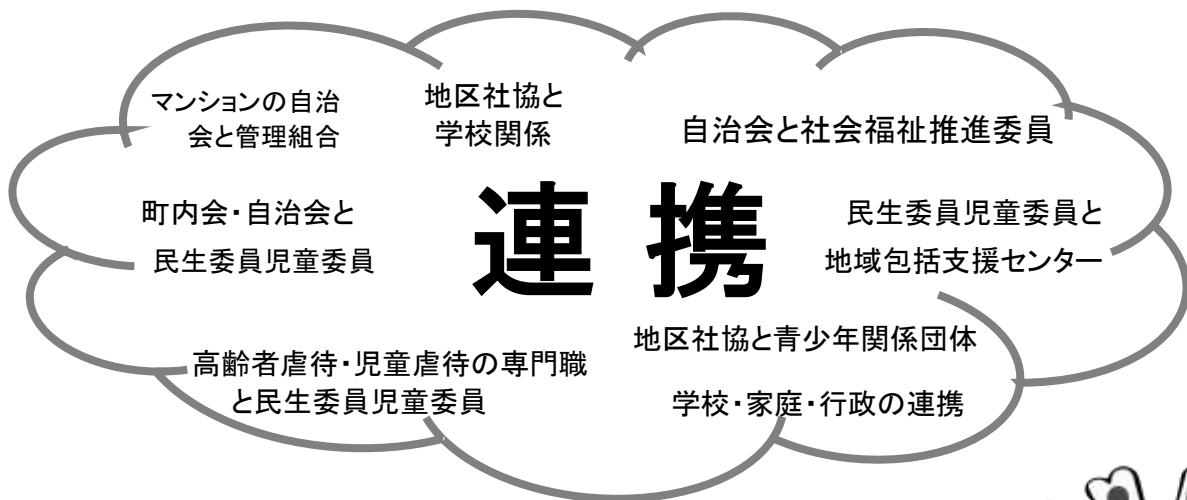 マンションの自治
会と管理組合
地区社協と
学校関係
自治会と社会福祉推進委員
町内会・自治会と
民生委員児童委員
連携
民生委員児童委員と
地域包括支援センター
高齢者虐待・児童虐待の専門職
と民生委員児童委員
地区社協と青少年関係団体
学校・家庭・行政の連携